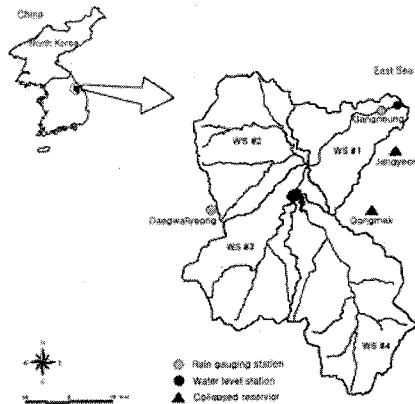 China
North Korea
East Sea
Gangneung
WS #2
WS #1
Jangyeon
Daegwallyeong
Dongmak
WS #3
WS #4
Rain gauging station
Water level station
Collapsed reservoir